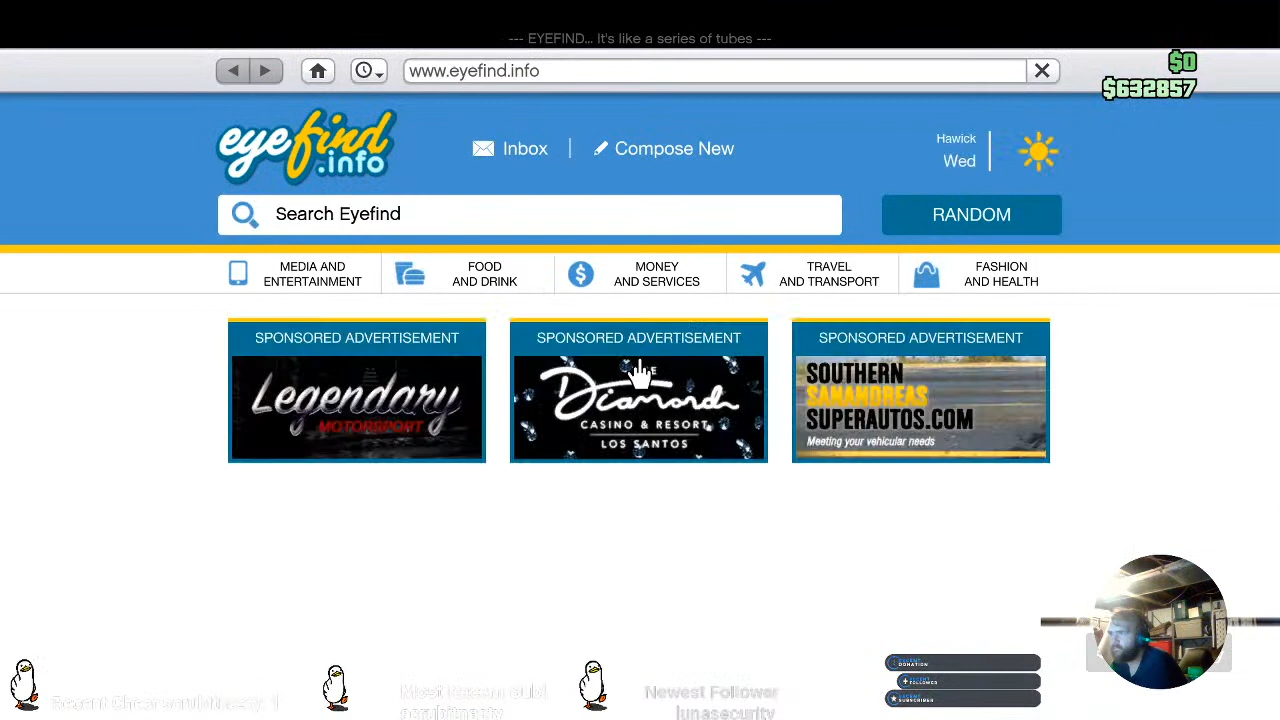 --- EYEFIND... It's like a series of tubes ---
www.eyefind.info
$0
$632857
eyefind
.info
Inbox
Compose New
Hawick
Wed
Search Eyefind
RANDOM
MEDIA AND
ENTERTAINMENT
FOOD
AND DRINK
MONEY
AND SERVICES
TRAVEL
AND TRANSPORT
FASHION
AND HEALTH
SPONSORED ADVERTISEMENT
Legendary
MOTORSPORT
SPONSORED ADVERTISEMENT
Diamond
CASINO & RESORT
LOS SANTOS
SPONSORED ADVERTISEMENT
SOUTHERN
SANANDREAS
SUPERAUTOS.COM
Meeting your vehicular needs
RECENT
DONATION
RECENT
FOLLOWER
RECENT
SUBSCRIBER
Newest Follower
lunasecurity